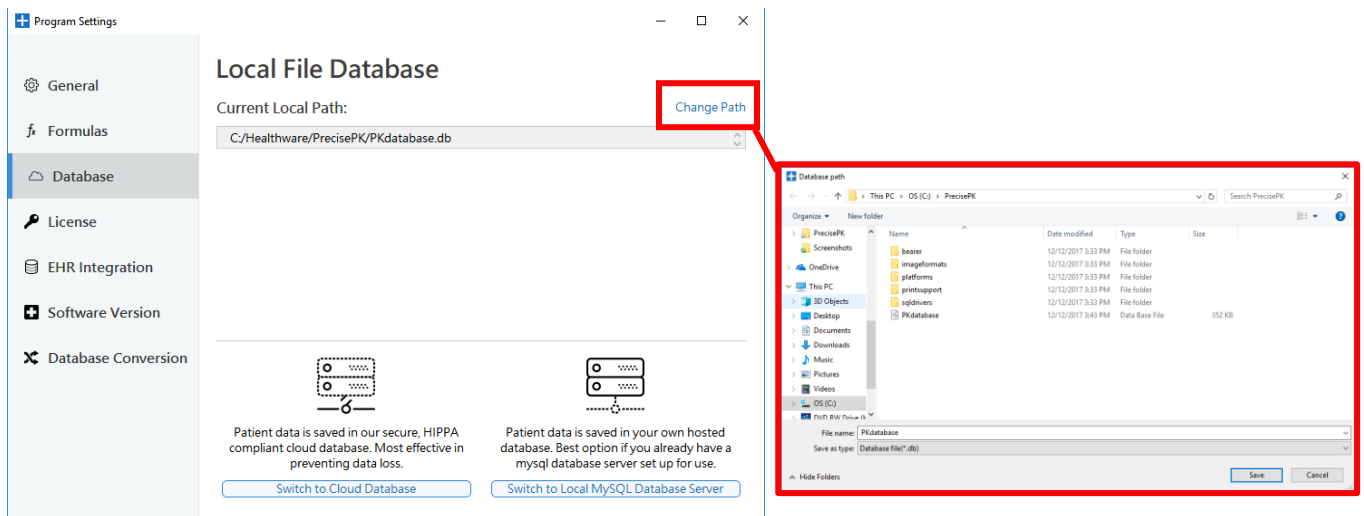 Program Settings
General
Formulas
Database
License
EHR Integration
Software Version
Database Conversion
Local File Database
Current Local Path:
Change Path
C:/Healthware/PrecisePK/PKdatabase.db
Patient data is saved in our secure, HIPPA
compliant cloud database. Most effective in
preventing data loss.
Switch to Cloud Database
Patient data is saved in your own hosted
database. Best option if you already have a
mysql database server set up for use.
Switch to Local MySQL Database Server
Database path
This PC > OS (C:) > PrecisePK
Search PrecisePK
Organize New folder
PrecisePK
Screenshots
OneDrive
This PC
3D Objects
Desktop
Documents
Downloads
Music
Pictures
Videos
OS (C:)
DVD RW Drive
Name Date modified Type Size
bearer 12/12/2017 3:33 PM File folder
imageformats 12/12/2017 3:33 PM File folder
platforms 12/12/2017 3:33 PM File folder
printsupport 12/12/2017 3:33 PM File folder
sqldrivers 12/12/2017 3:33 PM File folder
PKdatabase 12/12/2017 3:43 PM Data Base File 352 KB
File name: PKdatabase
Save as type: Database file(*.db)
Hide Folders
Save
Cancel